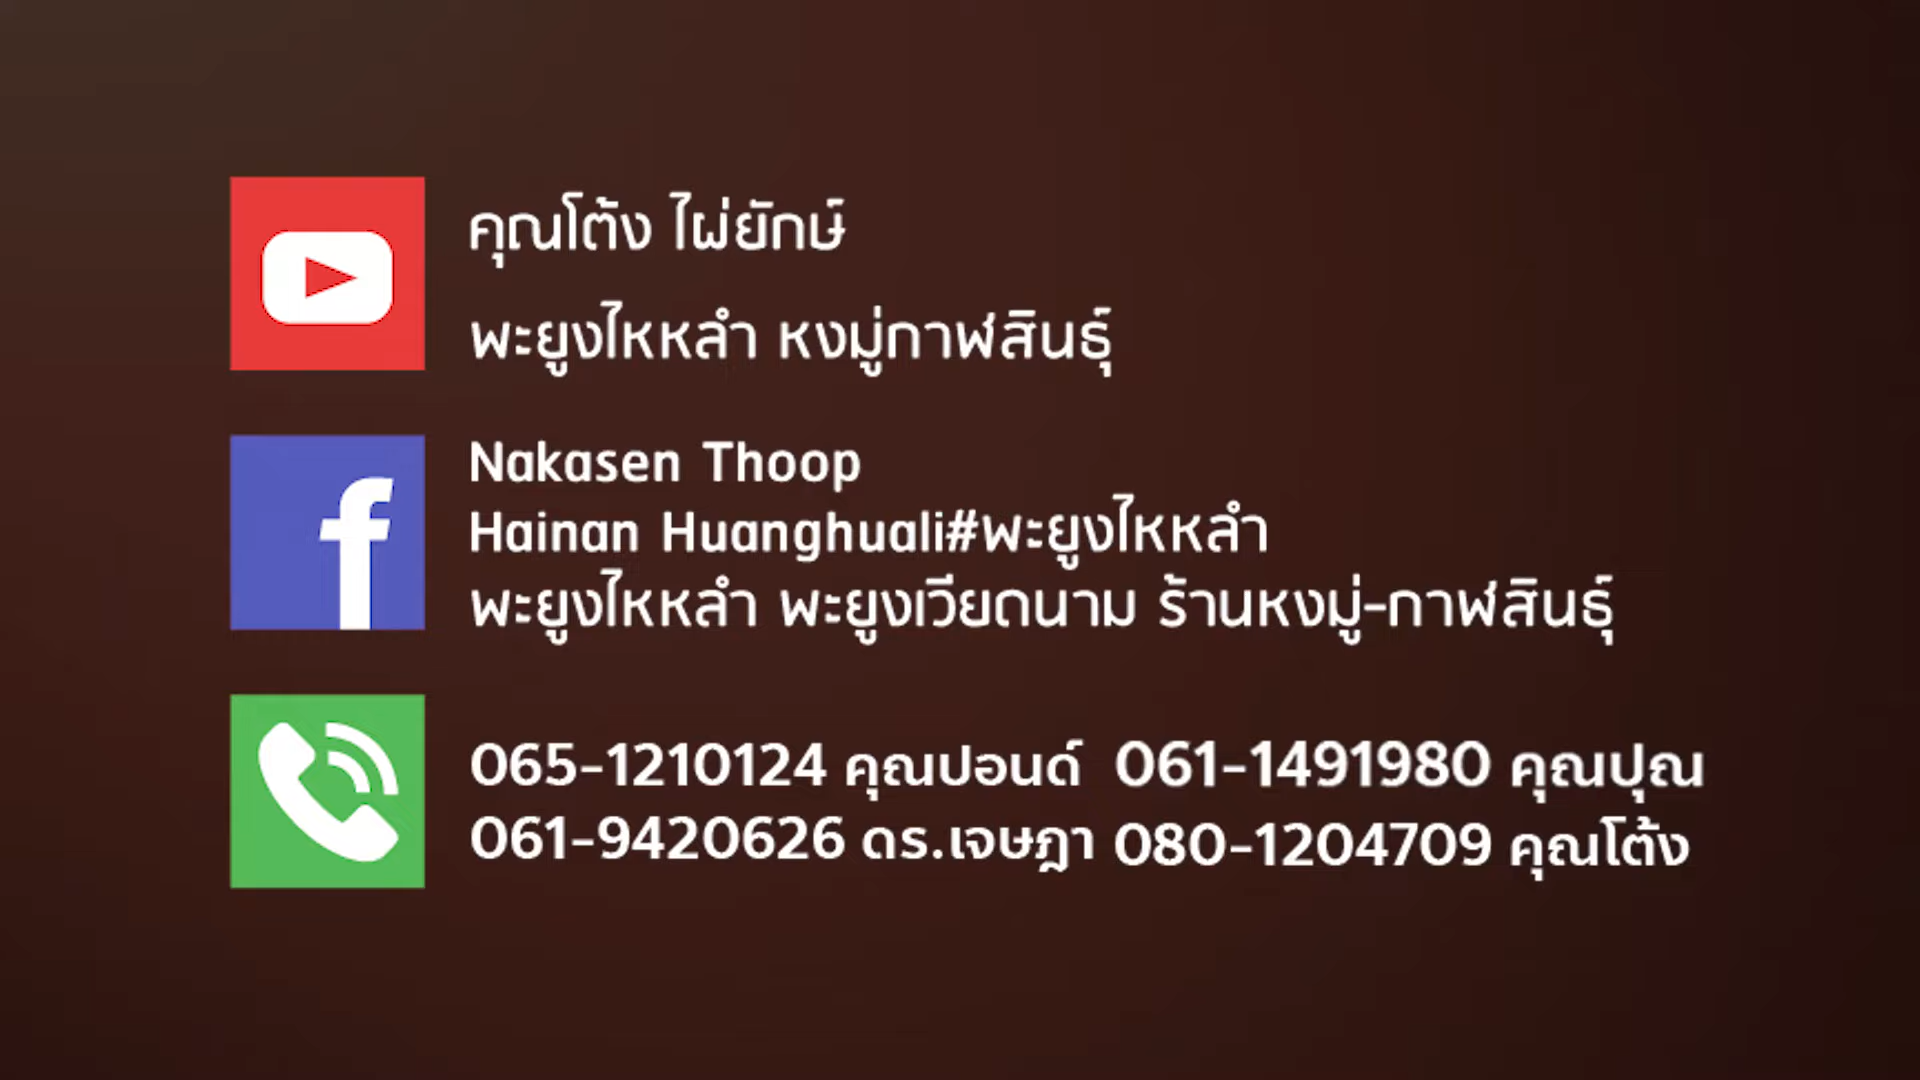 คุณโต้ง ไผ่ยักษ์
พะยูงไหหลำ หงมู่กาฬสินธุ์
Nakasen Thoop
Hainan Huanghuali#พะยูงไหหลำ
พะยูงไหหลำ พะยูงเวียดนาม ร้านหงมู่-กาฬสินธุ์
065-1210124 คุณปอนด์ 061-1491980 คุณปุณ
061-9420626 ดร.เจษฎา 080-1204709 คุณโต้ง